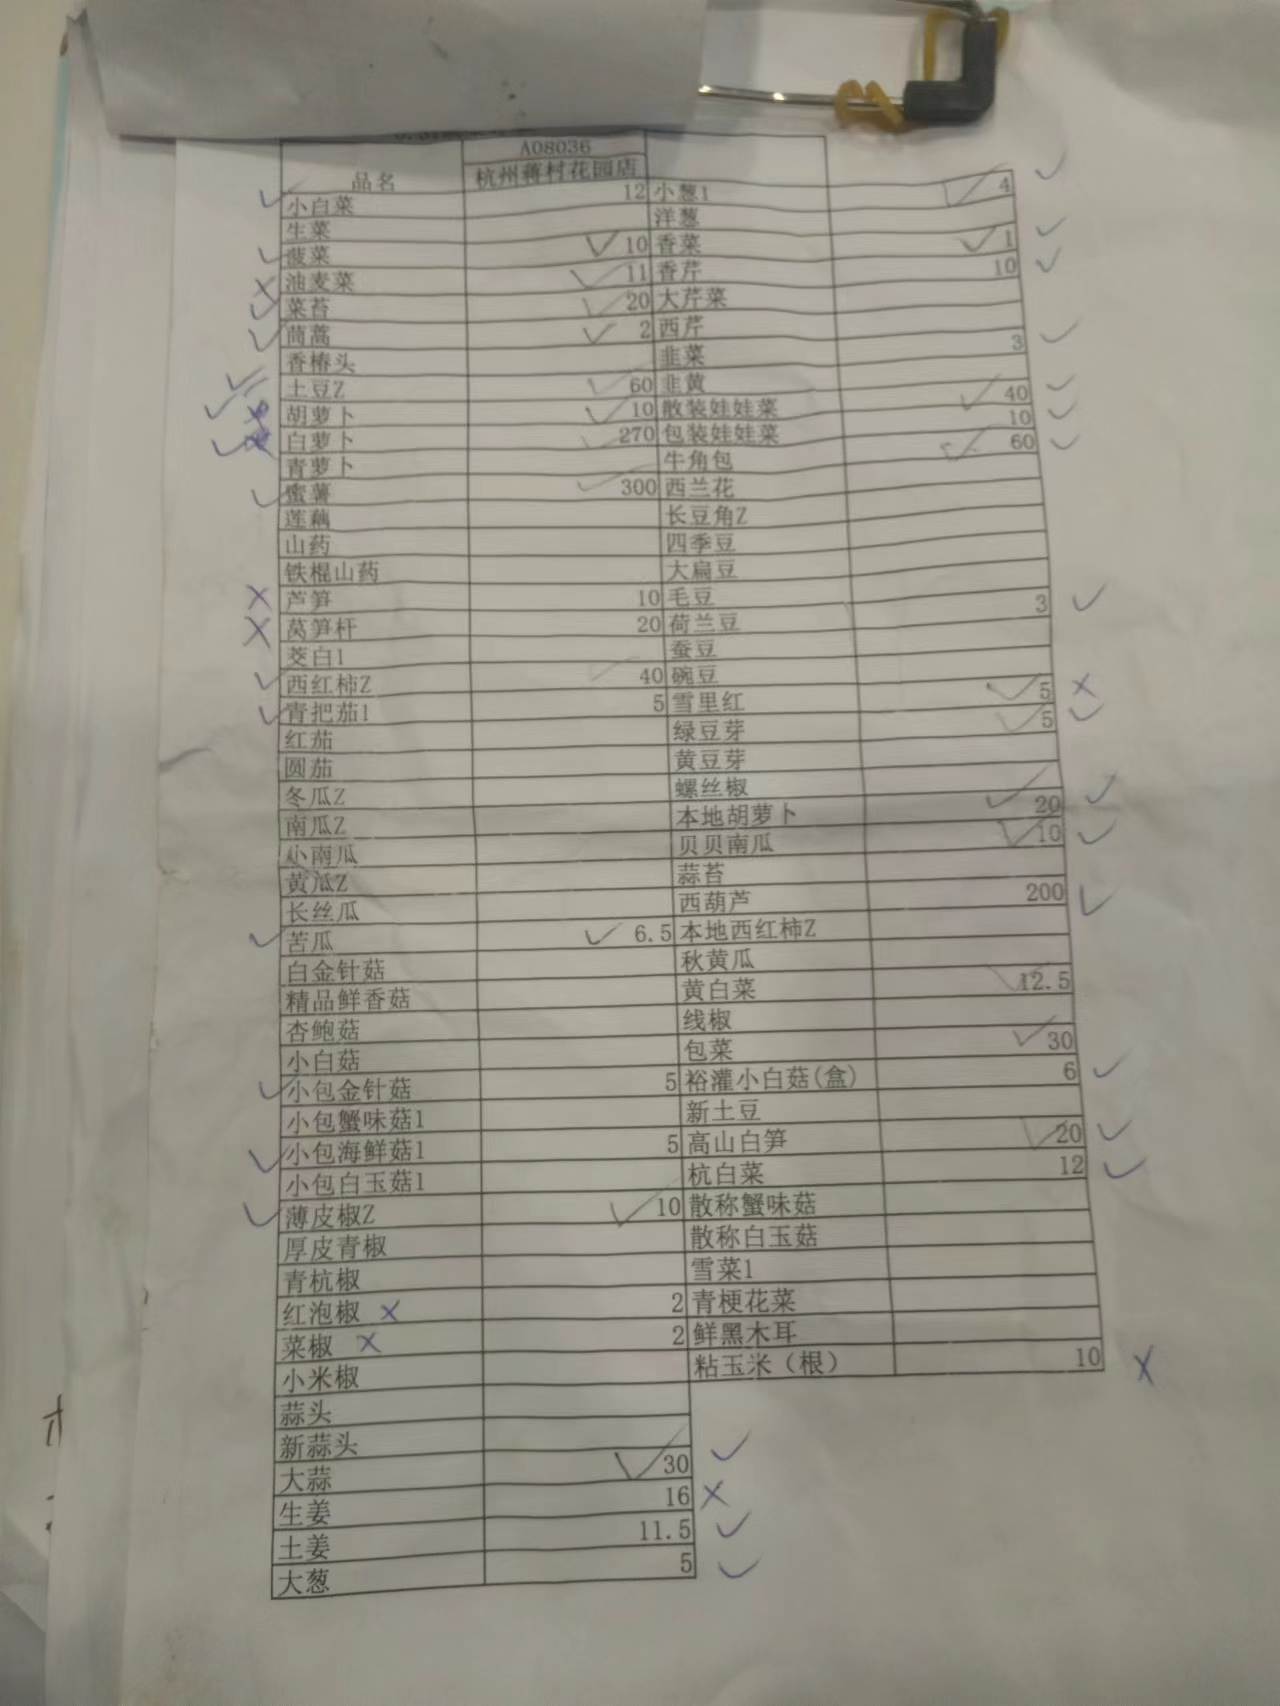 A08036
品名 杭州蒋村花园店
小白菜 12 小葱1 4
生菜 洋葱
菠菜 10 香菜 1
油麦菜 11 香芹 10
菜苔 20 大芹菜
茼蒿 2 西芹
香椿头 韭菜 3
土豆Z 60 韭黄
胡萝卜 10 散装娃娃菜 40
白萝卜 270 包装娃娃菜 10
青萝卜 牛角包 60
蜜薯 300 西兰花
莲藕 长豆角Z
山药 四季豆
铁棍山药 大扁豆
芦笋 10 毛豆
莴笋杆 20 荷兰豆 3
茭白1 蚕豆
西红柿Z 40 碗豆
青把茄1 5 雪里红 5
红茄 绿豆芽 5
圆茄 黄豆芽
冬瓜Z 螺丝椒
南瓜Z 本地胡萝卜 20
小南瓜 贝贝南瓜 10
黄瓜Z 蒜苔
长丝瓜 西葫芦 200
苦瓜 6.5 本地西红柿Z
白金针菇 秋黄瓜
精品鲜香菇 黄白菜 12.5
杏鲍菇 线椒
小白菇 包菜 30
小包金针菇 5 裕灌小白菇(盒) 6
小包蟹味菇1 新土豆
小包海鲜菇1 5 高山白笋 20
小包白玉菇1 杭白菜 12
薄皮椒Z 10 散称蟹味菇
厚皮青椒 散称白玉菇
青杭椒 雪菜1
红泡椒 2 青梗花菜
菜椒 2 鲜黑木耳
小米椒 粘玉米（根） 10
蒜头
新蒜头
大蒜 30
生姜 16
土姜 11.5
大葱 5